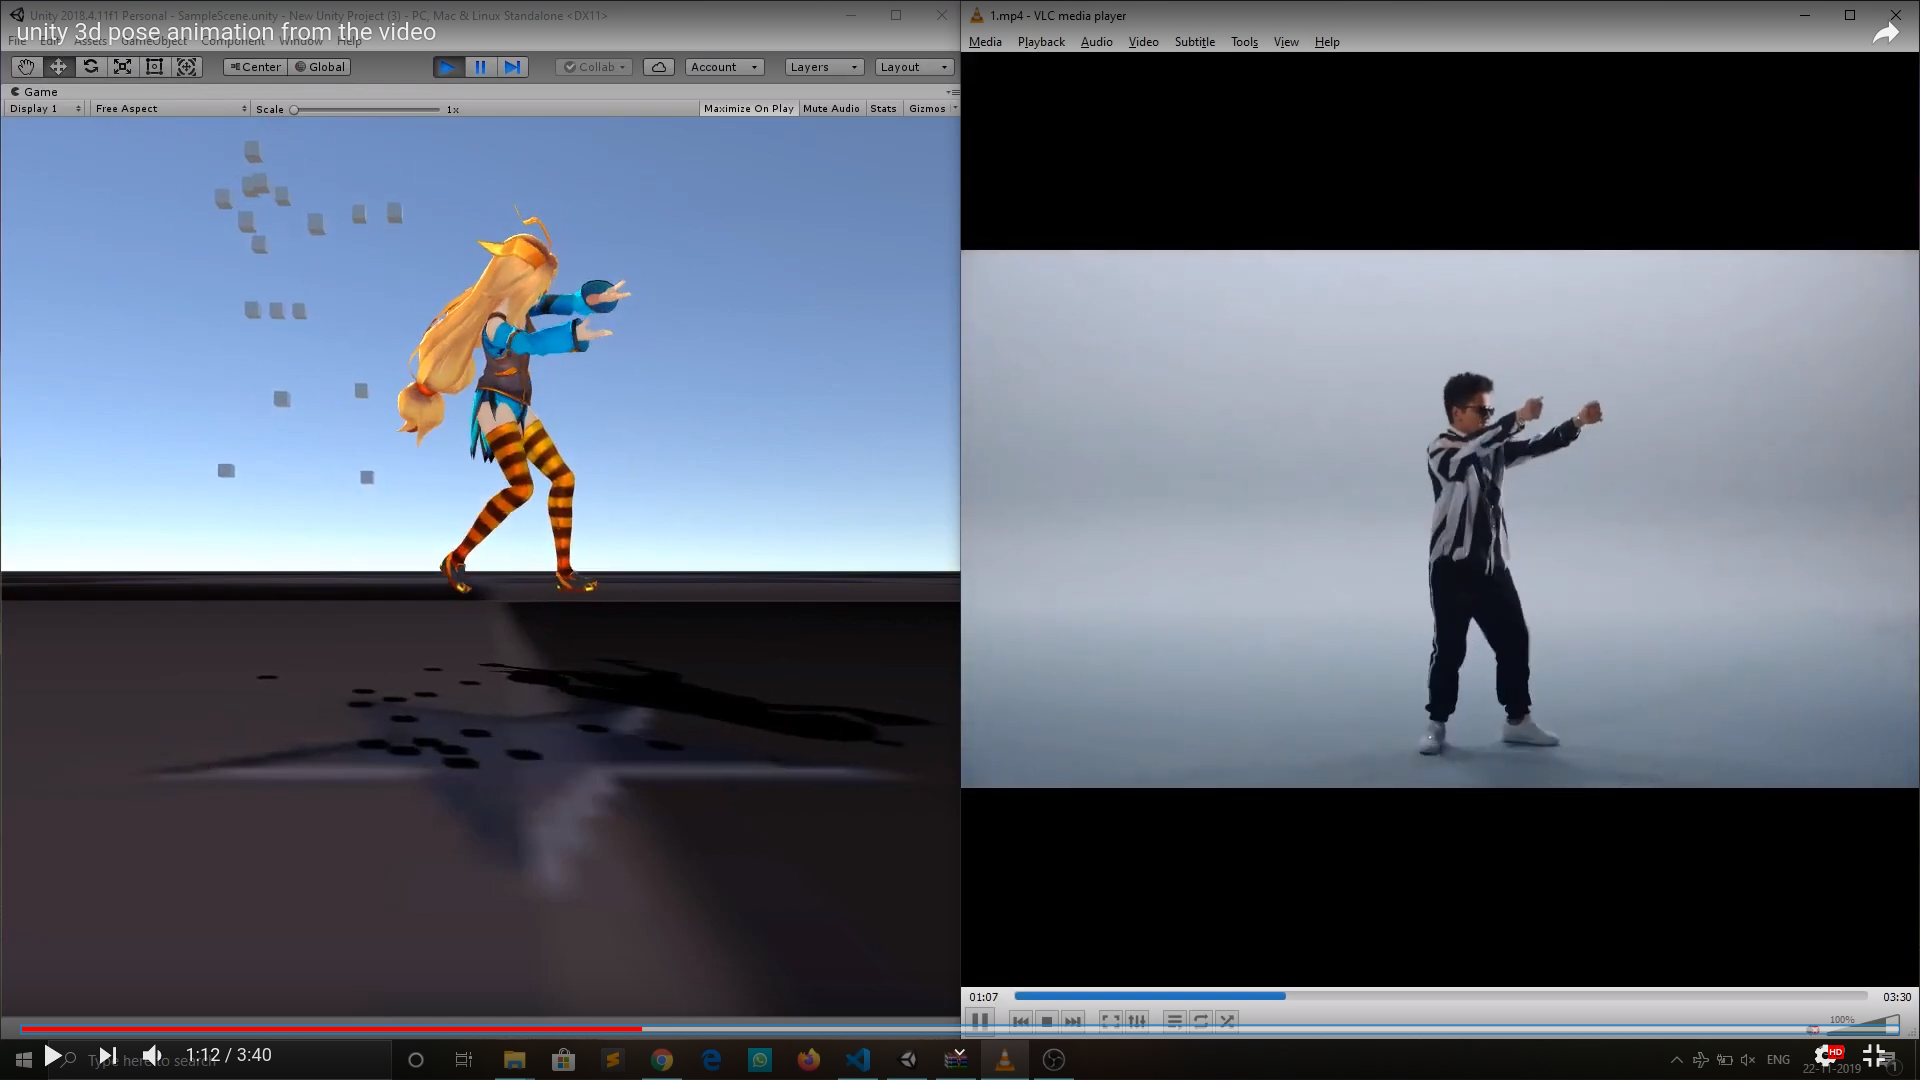 Unity 2018.4.11f1 Personal - SampleScene.unity - New Unity Project (3) - PC, Mac & Linux Standalone <DX11>
unity 3d pose animation from the video
File Edit Assets GameObject Component Window Help
Center Global Collab Account Layers Layout
Game
Display 1 Free Aspect Scale 1x Maximize On Play Mute Audio Stats Gizmos
1.mp4 - VLC media player
Media Playback Audio Video Subtitle Tools View Help
01:07 03:30
100%
1:12 / 3:40
Type here to search
HD
ENG
22-11-2019
1